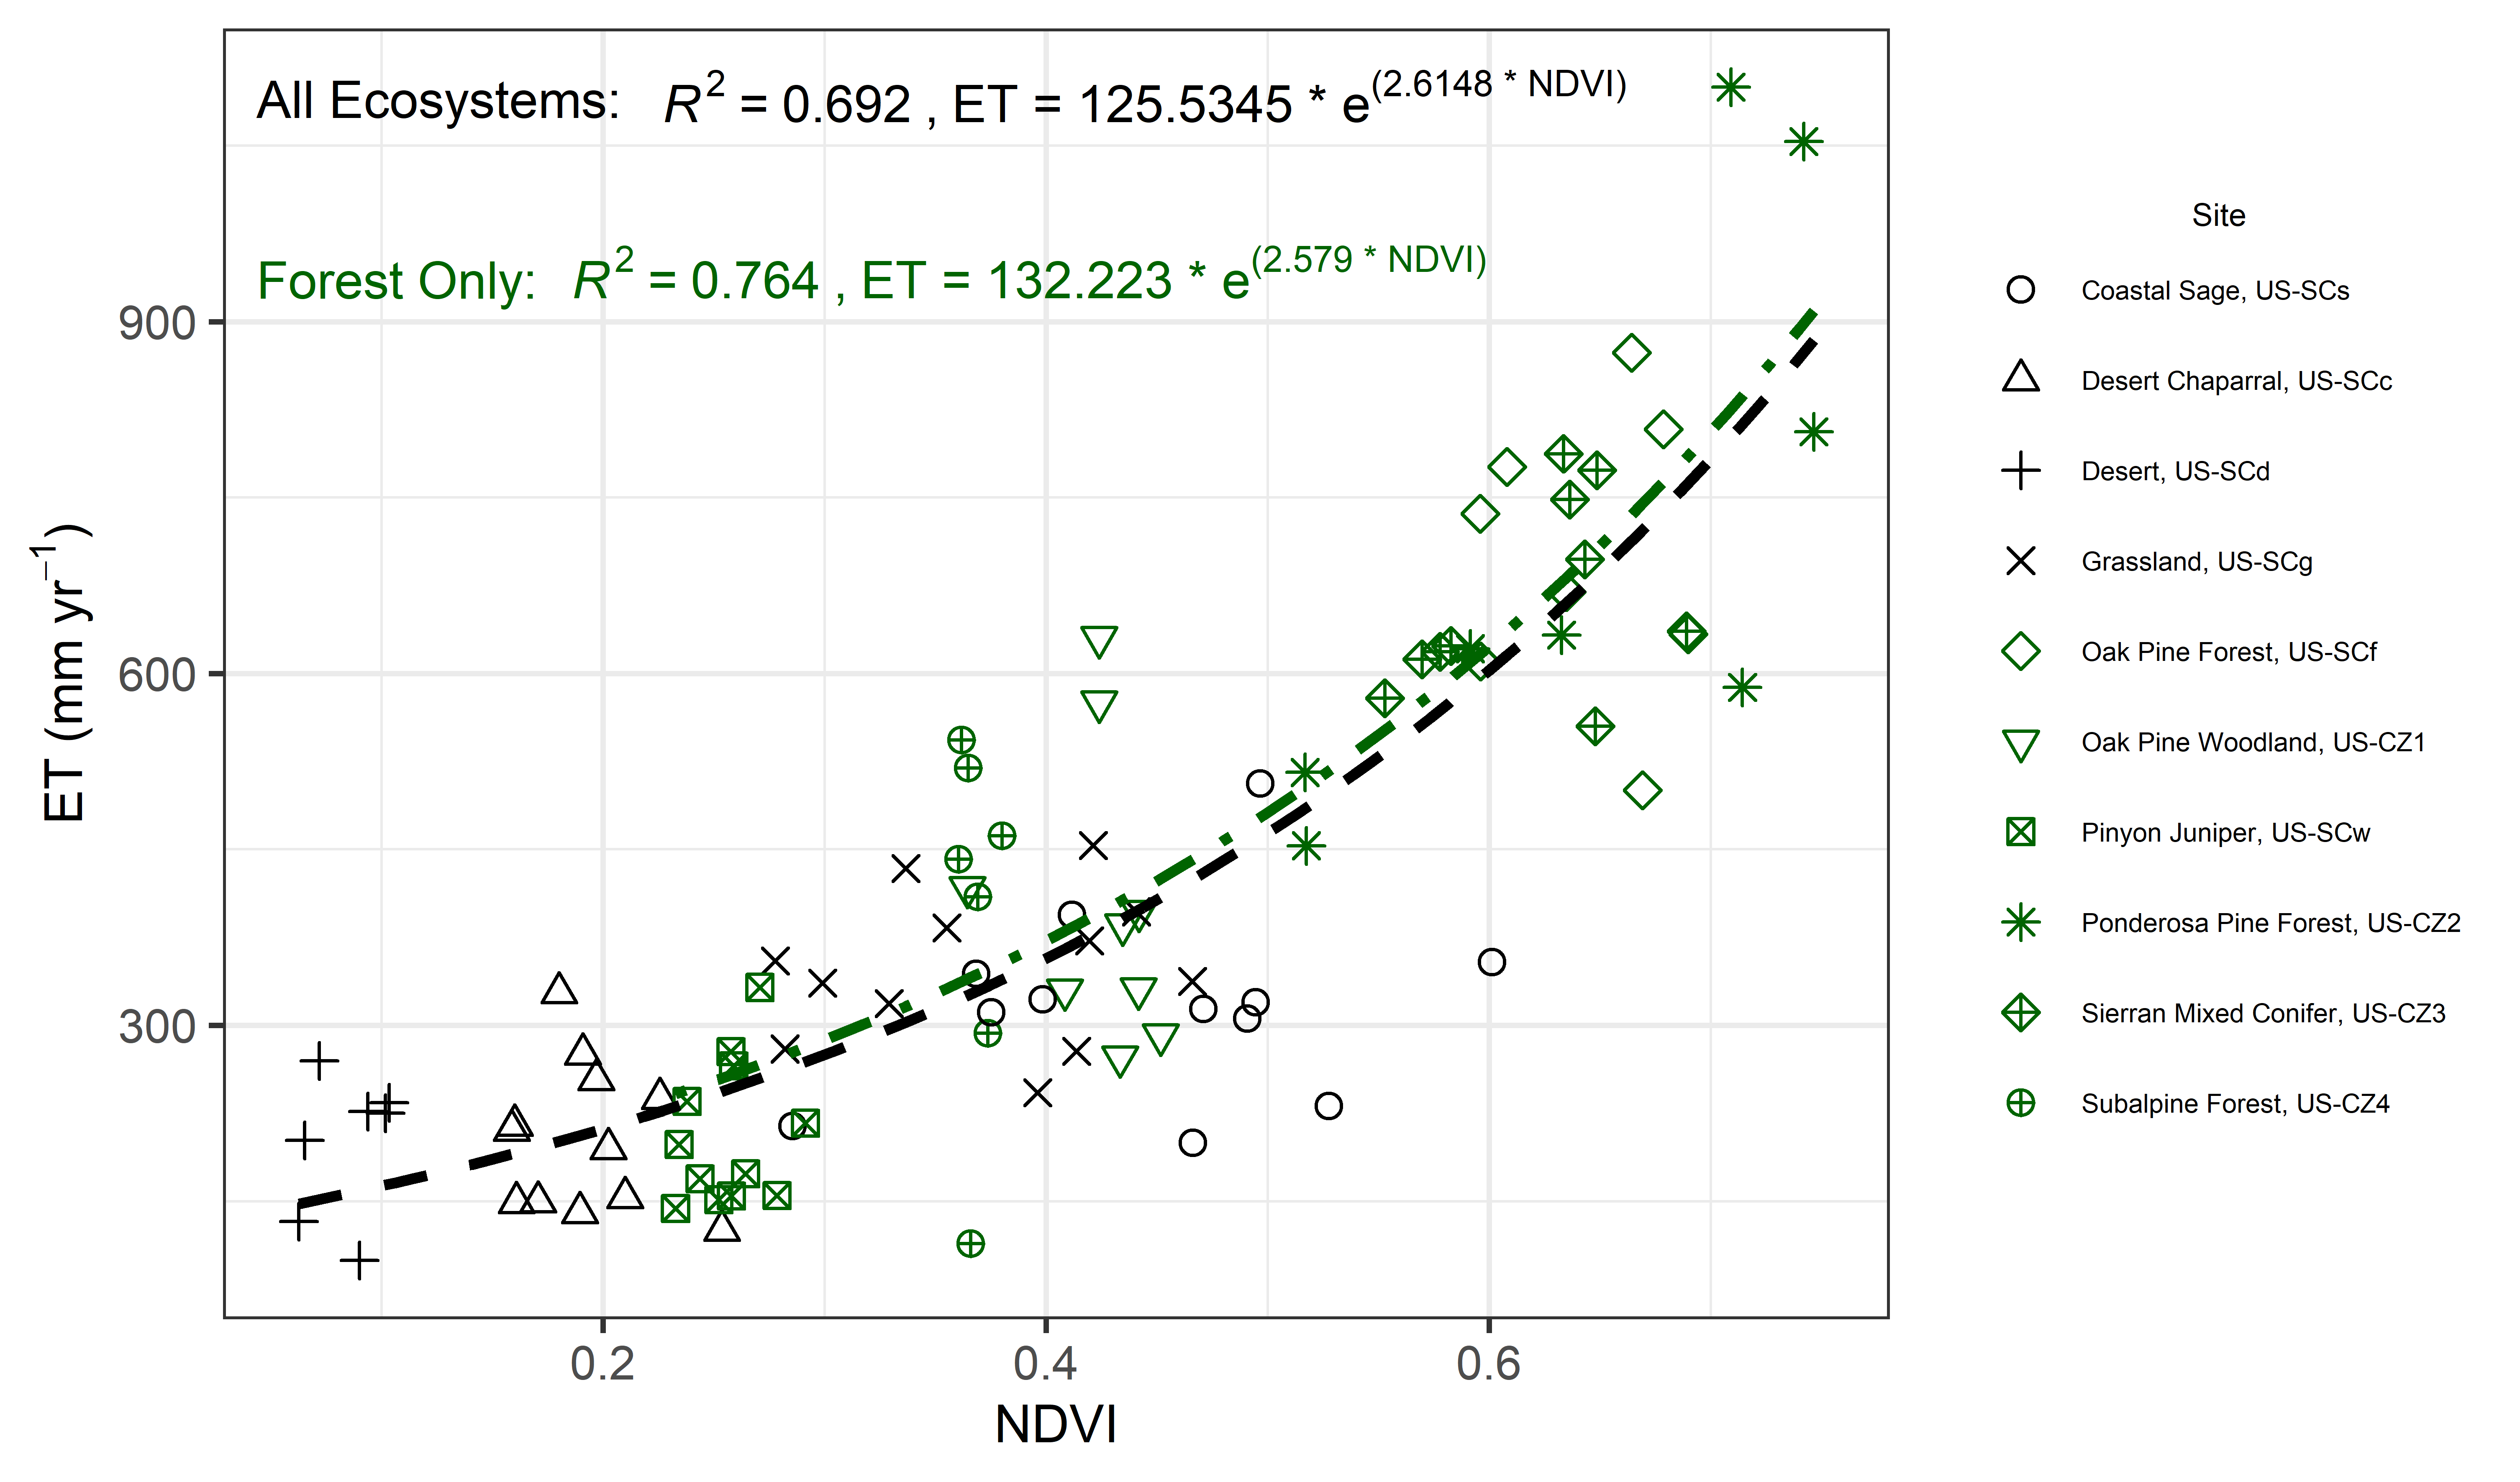 All Ecosystems: R² = 0.692 , ET = 125.5345 * e^(2.6148 * NDVI)
Forest Only: R² = 0.764 , ET = 132.223 * e^(2.579 * NDVI)
900
600
300
ET (mm yr⁻¹)
0.2 0.4 0.6
NDVI
Site
Coastal Sage, US-SCs
Desert Chaparral, US-SCc
Desert, US-SCd
Grassland, US-SCg
Oak Pine Forest, US-SCf
Oak Pine Woodland, US-CZ1
Pinyon Juniper, US-SCw
Ponderosa Pine Forest, US-CZ2
Sierran Mixed Conifer, US-CZ3
Subalpine Forest, US-CZ4